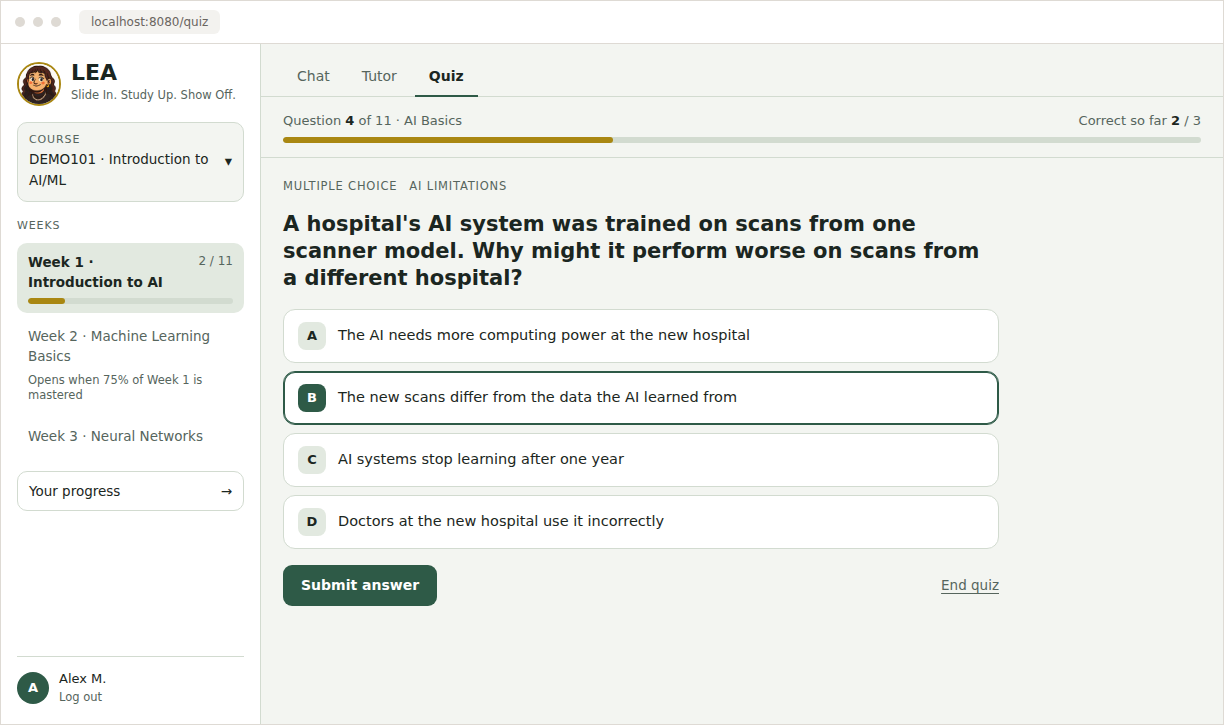 localhost:8080/quiz
LEA
Slide In. Study Up. Show Off.
COURSE
DEMO101 · Introduction to
AI/ML
▼
WEEKS
Week 1 ·
Introduction to AI
2 / 11
Week 2 · Machine Learning
Basics
Opens when 75% of Week 1 is
mastered
Week 3 · Neural Networks
Your progress →
A
Alex M.
Log out
Chat Tutor Quiz
Question 4 of 11 · AI Basics
Correct so far 2 / 3
MULTIPLE CHOICE AI LIMITATIONS
A hospital's AI system was trained on scans from one
scanner model. Why might it perform worse on scans from
a different hospital?
A The AI needs more computing power at the new hospital
B The new scans differ from the data the AI learned from
C AI systems stop learning after one year
D Doctors at the new hospital use it incorrectly
Submit answer
End quiz